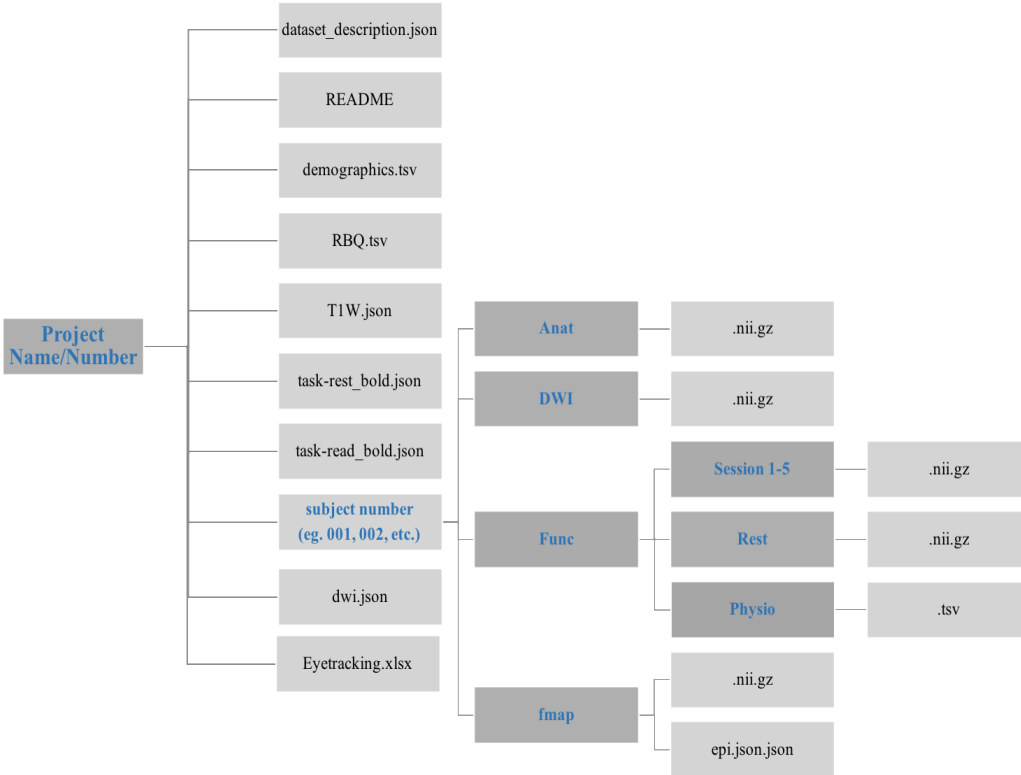 dataset_description.json
README
demographics.tsv
RBQ.tsv
T1W.json
Project
Name/Number
task-rest_bold.json
task-read_bold.json
subject number
(eg. 001, 002, etc.)
dwi.json
Eyetracking.xlsx
Anat
.nii.gz
DWI
.nii.gz
Func
Session 1-5
.nii.gz
Rest
.nii.gz
Physio
.tsv
fmap
.nii.gz
epi.json.json